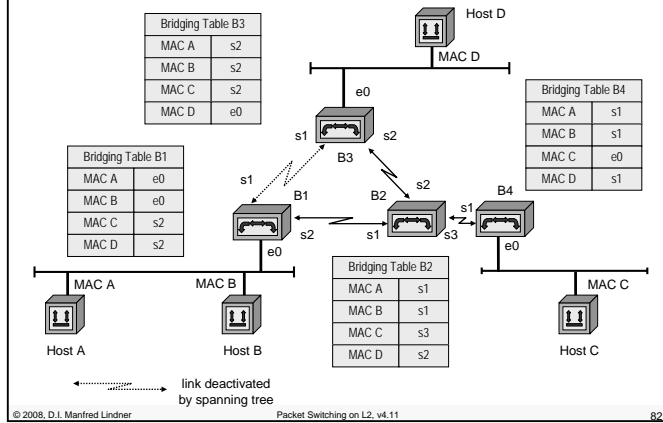 Host D
Bridging Table B3
MAC A s2
MAC B s2
MAC C s2
MAC D e0
MAC D
e0
Bridging Table B4
MAC A s1
MAC B s1
MAC C e0
MAC D s1
s1
s2
B3
Bridging Table B1
MAC A e0
MAC B e0
MAC C s2
MAC D s2
s1
B1
B2
s2
B4
s1
s2
s1
s3
e0
e0
MAC A
MAC B
Bridging Table B2
MAC A s1
MAC B s1
MAC C s3
MAC D s2
MAC C
Host A
Host B
Host C
link deactivated
by spanning tree
© 2008, D.I. Manfred Lindner
Packet Switching on L2, v4.11
82